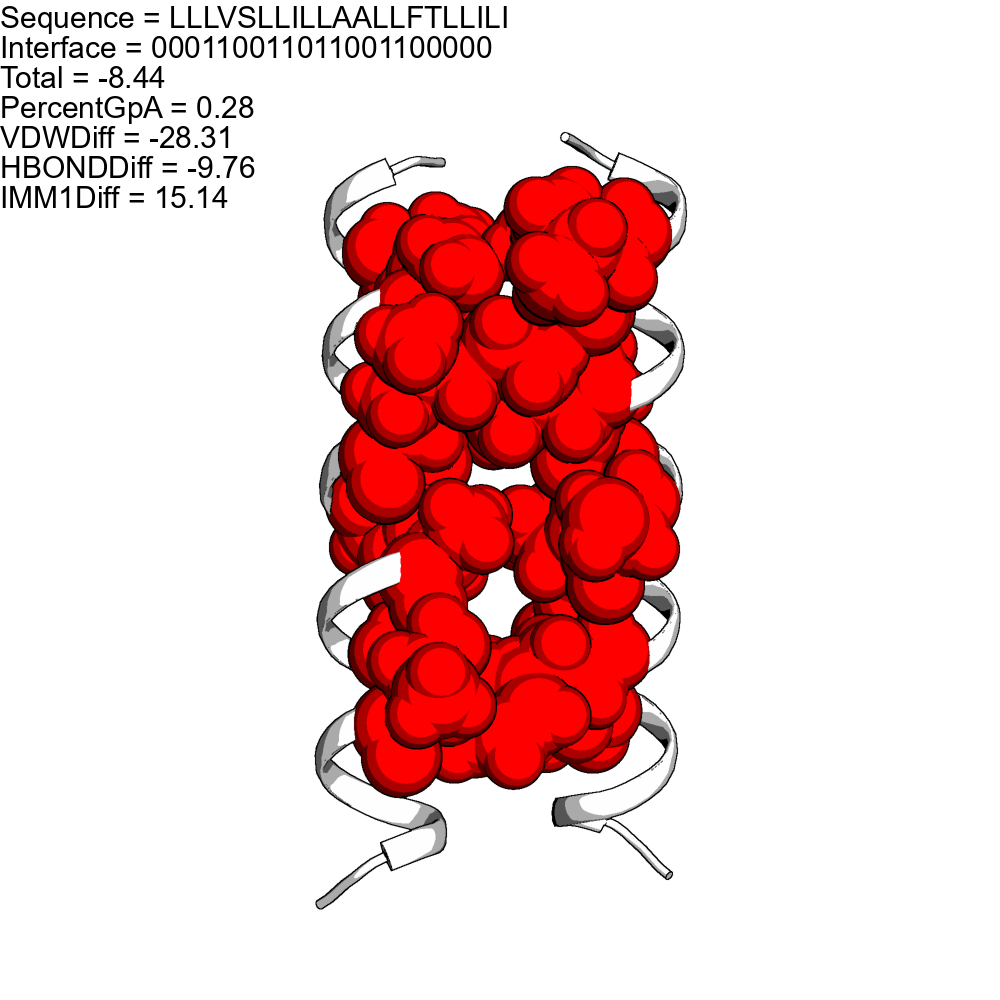 Sequence = LLLVSLLILLAALLFTLLILI
Interface = 000110011011001100000
Total = -8.44
PercentGpA = 0.28
VDWDiff = -28.31
HBONDDiff = -9.76
IMM1Diff = 15.14